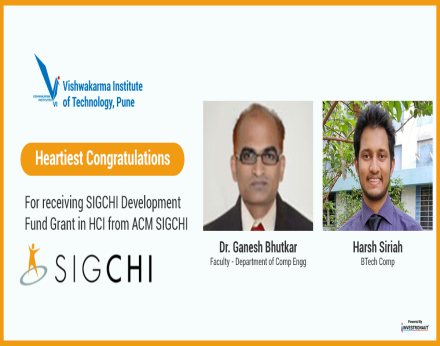 Vishwakarma Institute
of Technology, Pune
Heartiest Congratulations
For receiving SIGCHI Development
Fund Grant in HCI from ACM SIGCHI
SIGCHI
Dr. Ganesh Bhutkar
Faculty - Department of Comp Engg
Harsh Siriah
BTech Comp
Powered By
INVESTRONAUT